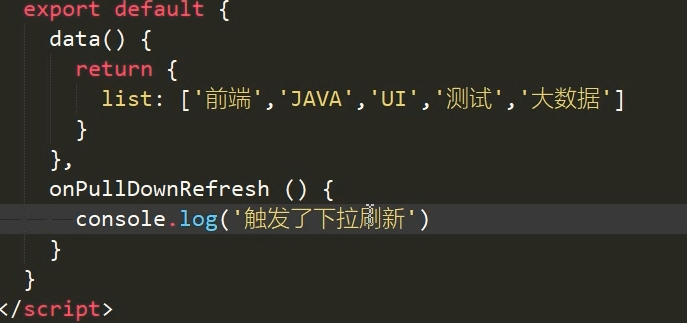 export default {
data() {
return {
list: ['前端','JAVA','UI','测试','大数据']
}
},
onPullDownRefresh () {
console.log('触发了下拉刷新')
}
}
</script>